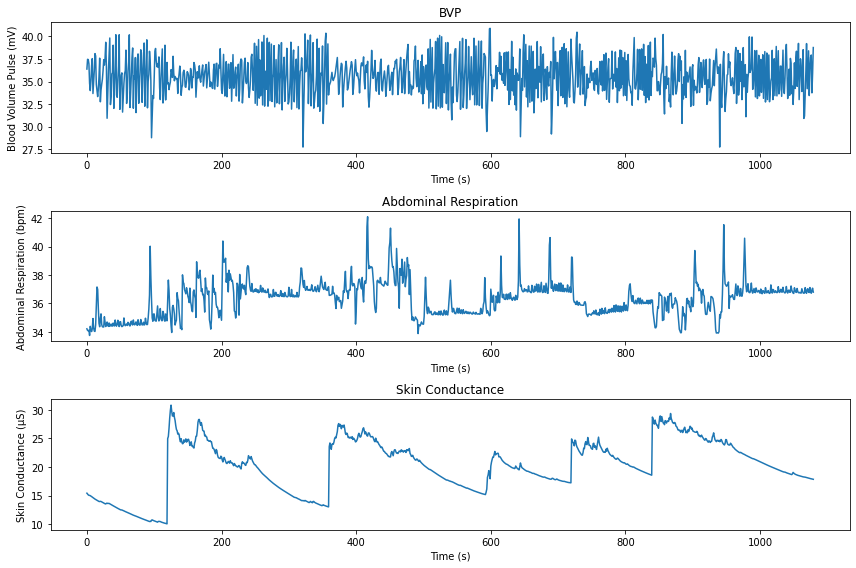 BVP
Blood Volume Pulse (mV)
40.0
37.5
35.0
32.5
30.0
27.5
0 200 400 600 800 1000
Time (s)
Abdominal Respiration
Abdominal Respiration (bpm)
42
40
38
36
34
0 200 400 600 800 1000
Time (s)
Skin Conductance
Skin Conductance (µS)
30
25
20
15
10
0 200 400 600 800 1000
Time (s)